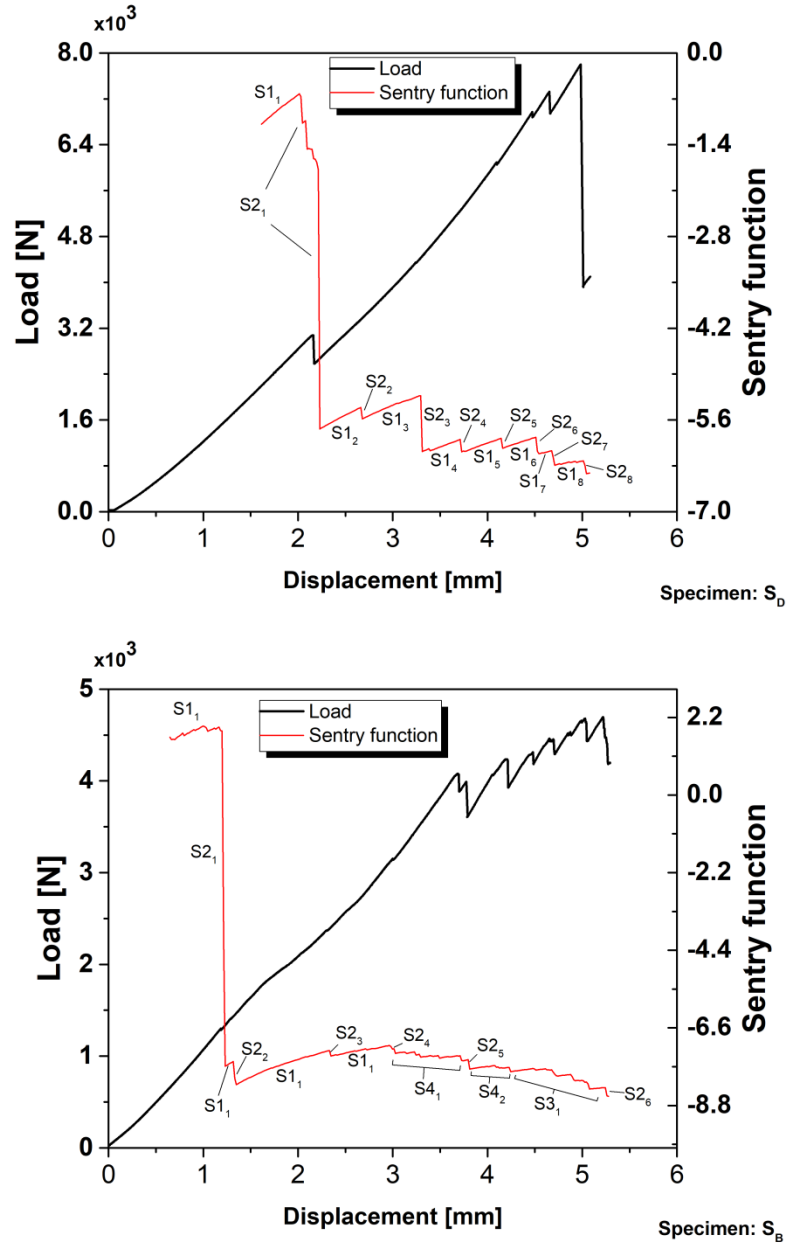 x10³
8.0
6.4
4.8
3.2
1.6
0.0
Load [N]
Load
Sentry function
S1₁
S2₁
S2₂
S1₂
S1₃
S2₃
S2₄
S1₄
S1₅
S2₅
S1₆
S2₆
S1₇
S2₇
S1₈
S2₈
0.0
-1.4
-2.8
-4.2
-5.6
-7.0
Sentry function
0 1 2 3 4 5 6
Displacement [mm]
Specimen: S_D
x10³
5
4
3
2
1
0
Load [N]
Load
Sentry function
S1₁
S2₁
S1₁
S2₂
S1₁
S2₃
S1₁
S2₄
S4₁
S2₅
S4₂
S3₁
S2₆
2.2
0.0
-2.2
-4.4
-6.6
-8.8
Sentry function
0 1 2 3 4 5 6
Displacement [mm]
Specimen: S_B